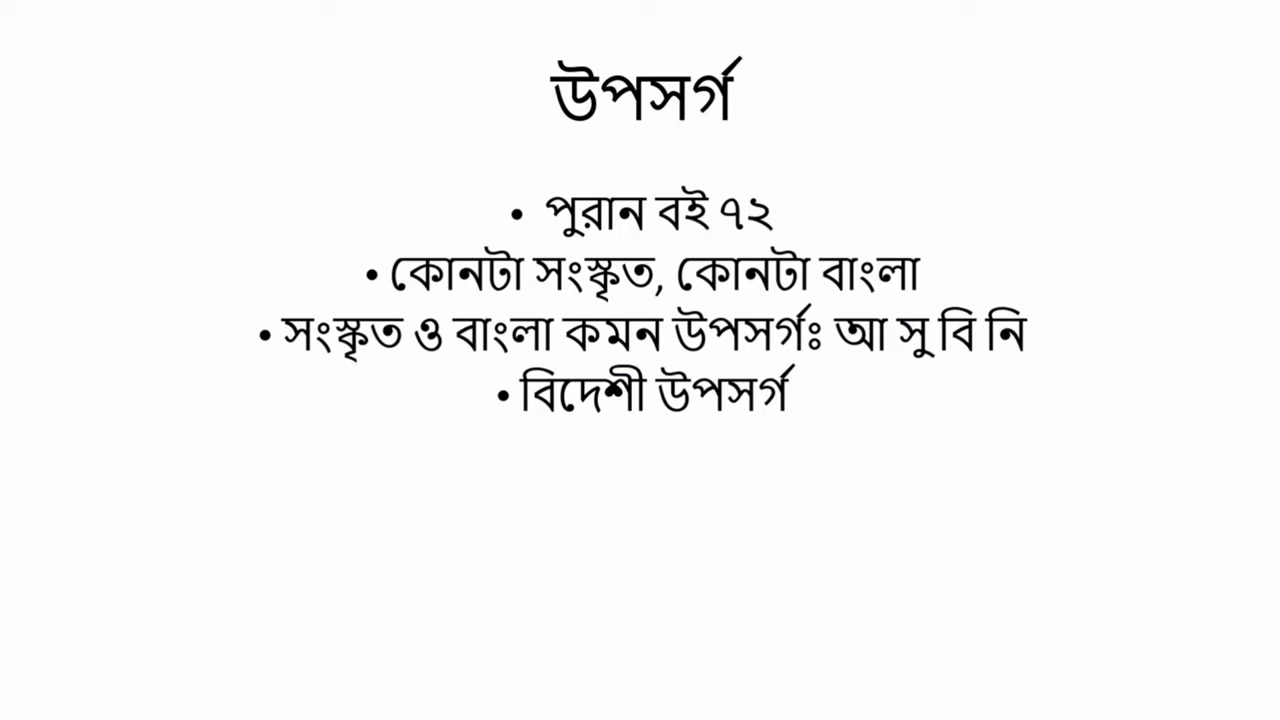 উপসর্গ
• পুরান বই ৭২
• কোনটা সংস্কৃত, কোনটা বাংলা
• সংস্কৃত ও বাংলা কমন উপসর্গঃ আ সু বি নি
• বিদেশী উপসর্গ